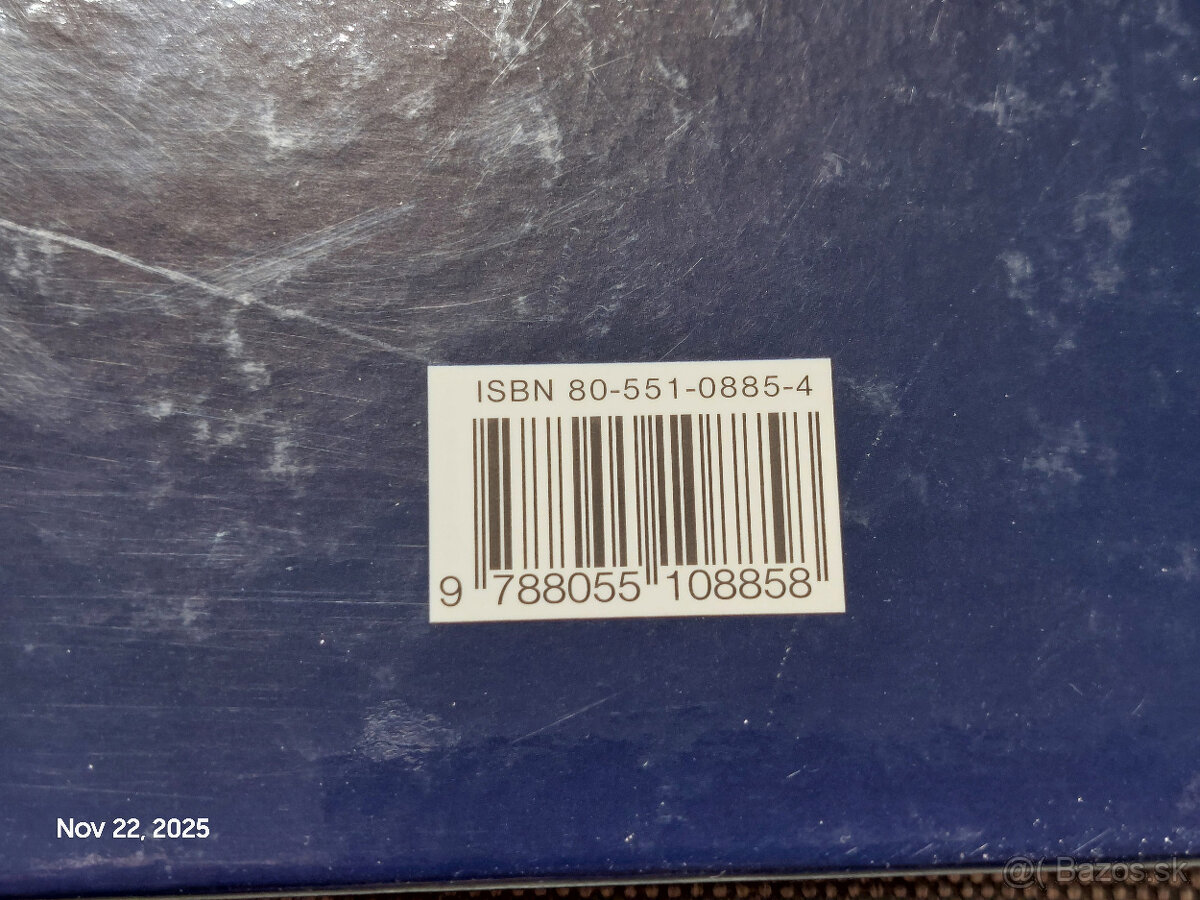 ISBN 80-551-0885-4
9 788055 108858
Nov 22, 2025
@( Bazos.sk